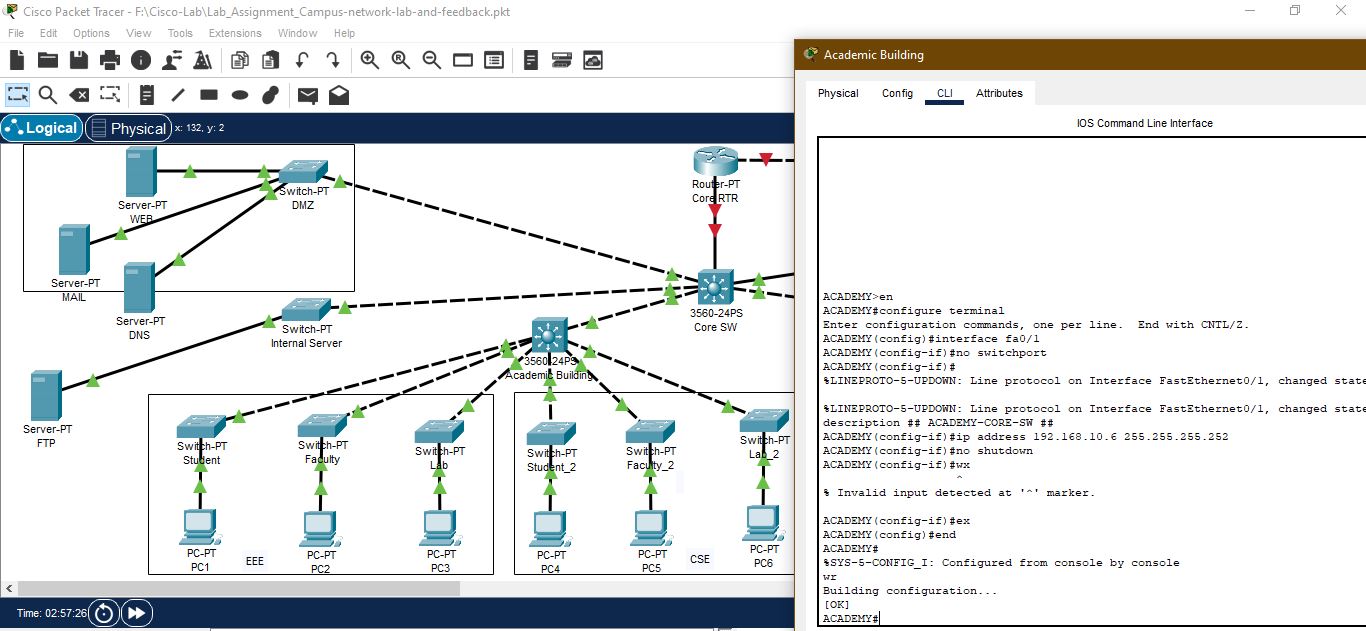 Cisco Packet Tracer - F:\Cisco-Lab\Lab_Assignment_Campus-network-lab-and-feedback.pkt
File Edit Options View Tools Extensions Window Help
Logical Physical x: 132, y: 2
Server-PT
WEB
Switch-PT
DMZ
Server-PT
MAIL
Server-PT
DNS
Router-PT
Core RTR
3560-24PS
Core SW
Switch-PT
Internal Server
3560-24PS
Academic Building
Server-PT
FTP
Switch-PT
Student
Switch-PT
Faculty
Switch-PT
Lab
Switch-PT
Student_2
Switch-PT
Faculty_2
Switch-PT
Lab_2
PC-PT
PC1
EEE
PC-PT
PC2
PC-PT
PC3
PC-PT
PC4
PC-PT
PC5
CSE
PC-PT
PC6
Time: 02:57:26
Academic Building
Physical Config CLI Attributes
IOS Command Line Interface
ACADEMY>en
ACADEMY#configure terminal
Enter configuration commands, one per line.  End with CNTL/Z.
ACADEMY(config)#interface fa0/1
ACADEMY(config-if)#no switchport
ACADEMY(config-if)#
%LINEPROTO-5-UPDOWN: Line protocol on Interface FastEthernet0/1, changed state
%LINEPROTO-5-UPDOWN: Line protocol on Interface FastEthernet0/1, changed state
description ## ACADEMY-CORE-SW ##
ACADEMY(config-if)#ip address 192.168.10.6 255.255.255.252
ACADEMY(config-if)#no shutdown
ACADEMY(config-if)#wx
^
% Invalid input detected at '^' marker.
ACADEMY(config-if)#ex
ACADEMY(config)#end
ACADEMY#
%SYS-5-CONFIG_I: Configured from console by console
wr
Building configuration...
[OK]
ACADEMY#